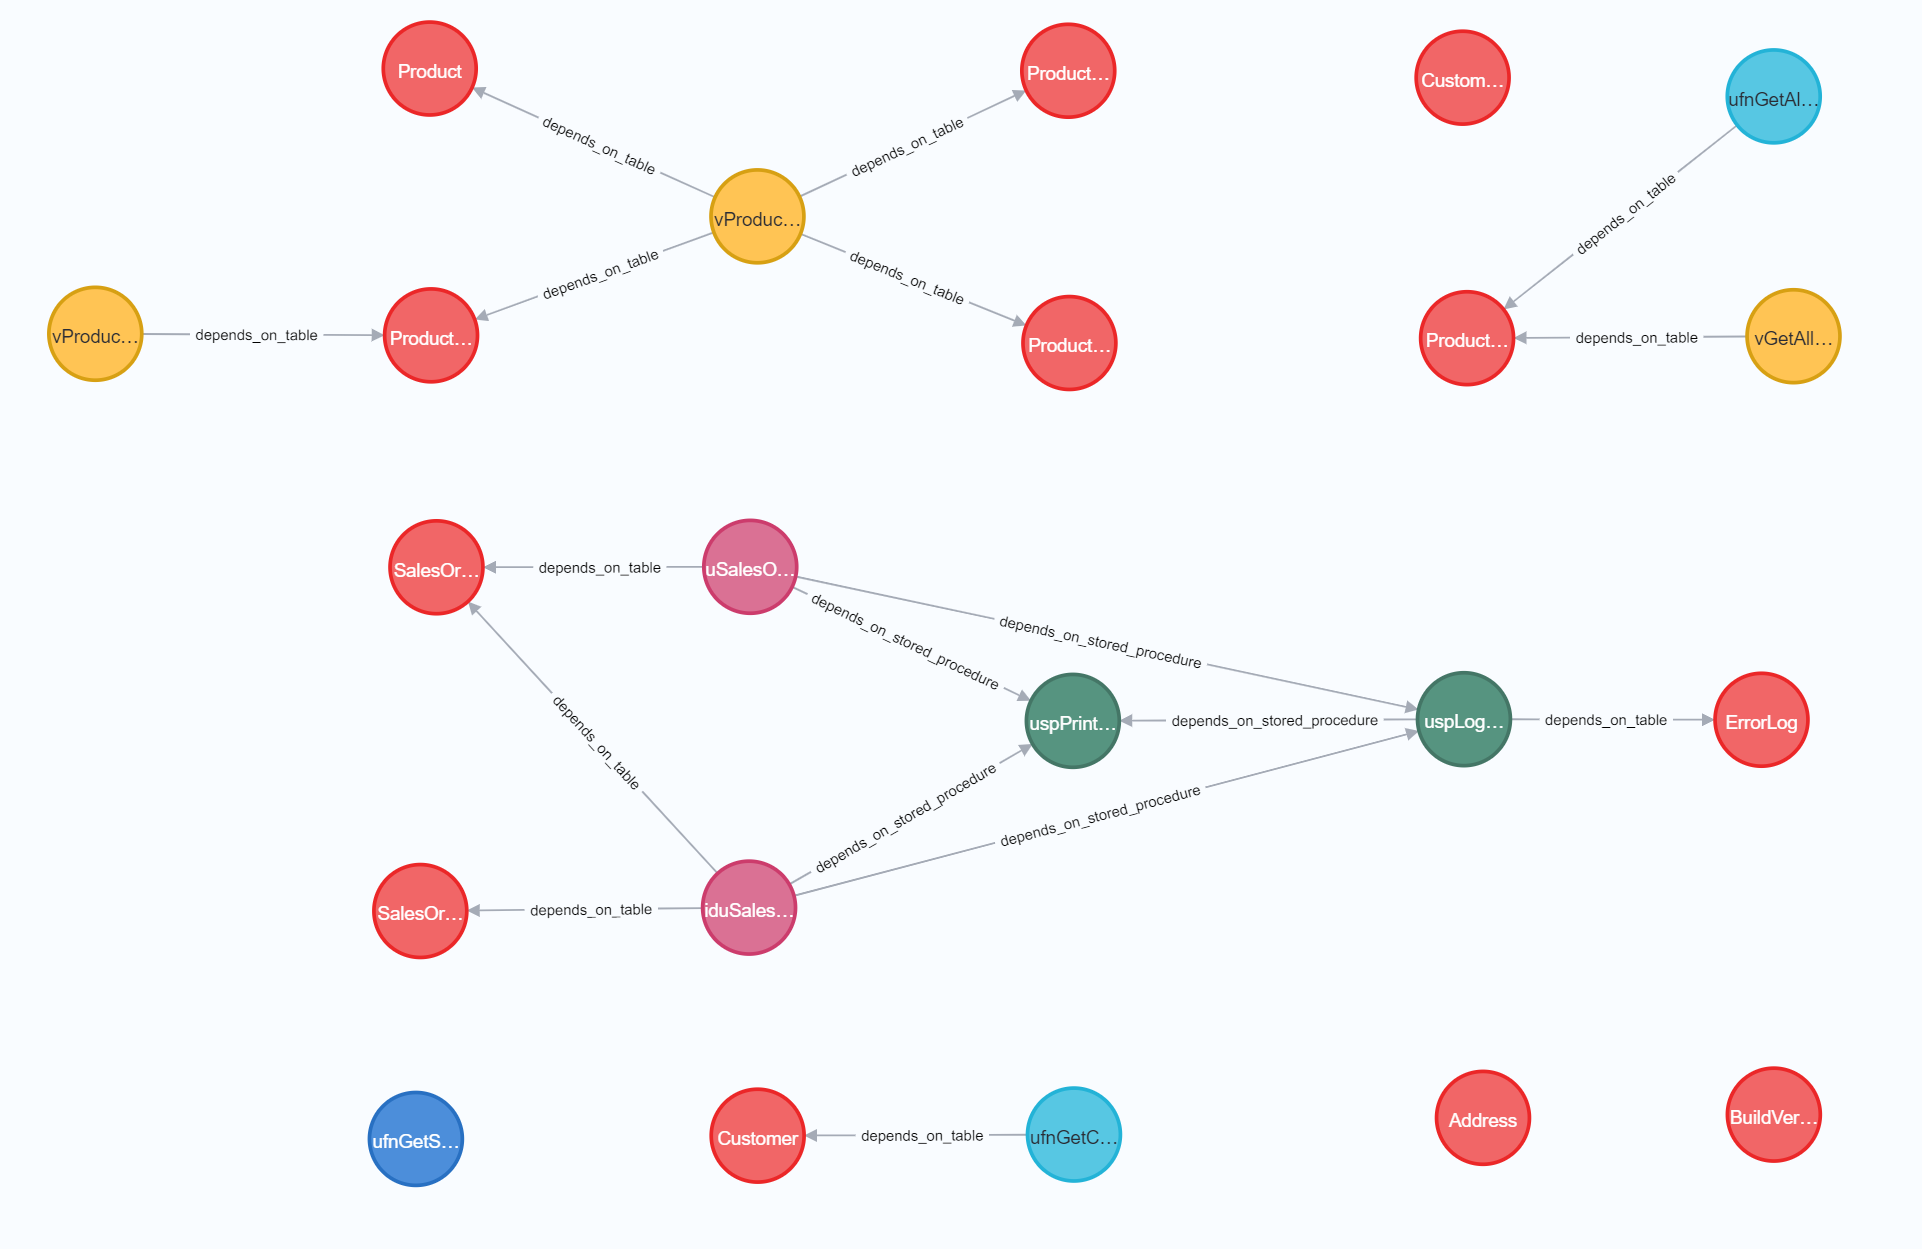 Product
Product...
Custom...
ufnGetAl...
depends_on_table
depends_on_table
depends_on_table
vProduc...
depends_on_table
depends_on_table
vProduc...
depends_on_table
Product...
Product...
Product...
depends_on_table
vGetAll...
SalesOr...
depends_on_table
uSalesO...
depends_on_stored_procedure
depends_on_stored_procedure
uspPrint...
depends_on_stored_procedure
uspLog...
depends_on_table
ErrorLog
depends_on_table
depends_on_stored_procedure
depends_on_stored_procedure
SalesOr...
depends_on_table
iduSales...
ufnGetS...
Customer
depends_on_table
ufnGetC...
Address
BuildVer...